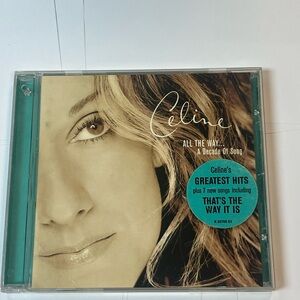 Celine
ALL THE WAY...
A Decade Of Song
Celine's
GREATEST HITS
plus 7 new songs including
THAT'S THE
WAY IT IS